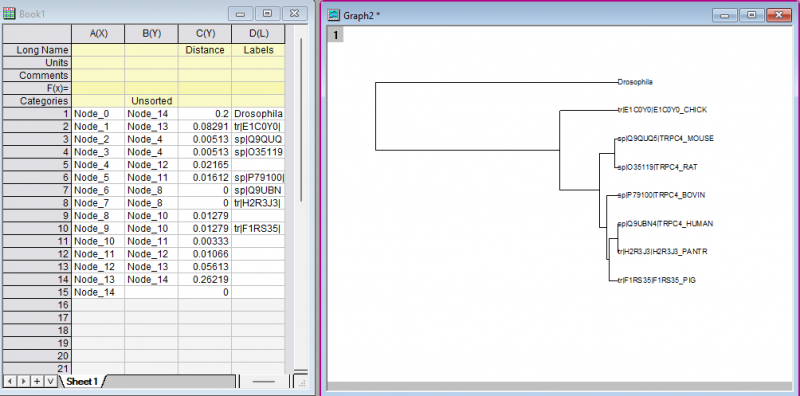 Book1
A(X) B(Y) C(Y) D(L)
Long Name Distance Labels
Units
Comments
F(x)=
Categories Unsorted
1 Node_0 Node_14 0.2 Drosophila
2 Node_1 Node_13 0.08291 tr|E1C0Y0|
3 Node_2 Node_4 0.00513 sp|Q9QUQ
4 Node_3 Node_4 0.00513 sp|O35119
5 Node_4 Node_12 0.02165
6 Node_5 Node_11 0.01612 sp|P79100|
7 Node_6 Node_8 0 sp|Q9UBN
8 Node_7 Node_8 0 tr|H2R3J3|
9 Node_8 Node_10 0.01279
10 Node_9 Node_10 0.01279 tr|F1RS35|
11 Node_10 Node_11 0.00333
12 Node_11 Node_12 0.01066
13 Node_12 Node_13 0.05613
14 Node_13 Node_14 0.26219
15 Node_14 0
16
17
18
19
20
21
Sheet1
Graph2 *
1
Drosophila
tr|E1C0Y0|E1C0Y0_CHICK
sp|Q9QUQ5|TRPC4_MOUSE
sp|O35119|TRPC4_RAT
sp|P79100|TRPC4_BOVIN
sp|Q9UBN4|TRPC4_HUMAN
tr|H2R3J3|H2R3J3_PANTR
tr|F1RS35|F1RS35_PIG